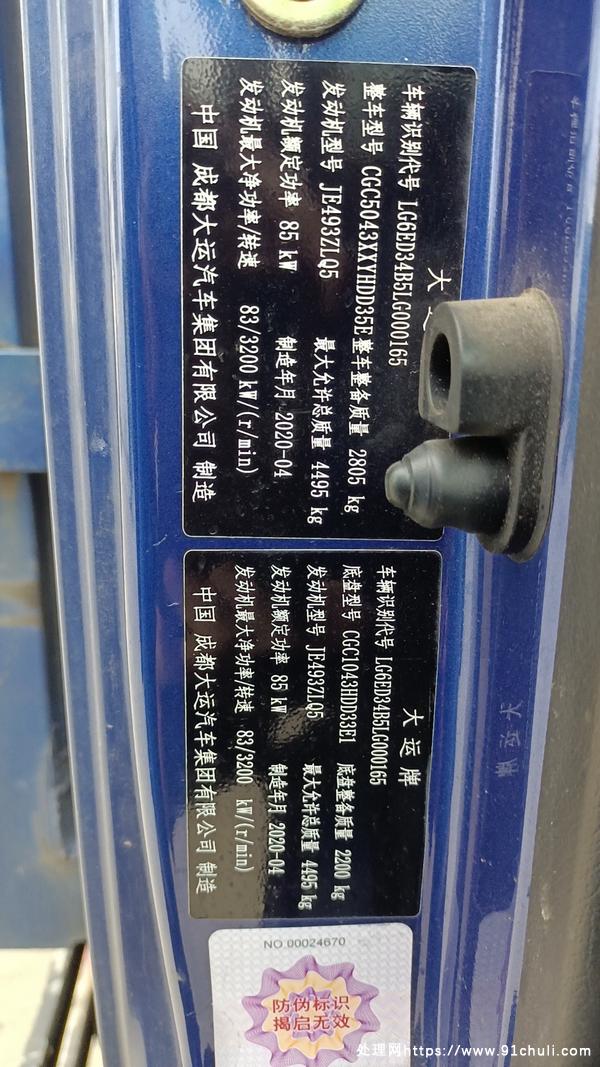 大运
车辆识别代号 LG6ED34B5LG000165
整车型号 CGC5043XXYHDD35E 整车整备质量 2805 kg
发动机型号 JE493ZLQ5 最大允许总质量 4495 kg
发动机额定功率 85 kW 制造年月 2020-04
发动机最大净功率/转速 83/3200 kW/(r/min)
中国 成都大运汽车集团有限公司 制造
大运牌
车辆识别代号 LG6ED34B5LG000165
底盘型号 CGC1043HDD33E1 底盘整备质量 2200 kg
发动机型号 JE493ZLQ5 最大允许总质量 4495 kg
发动机额定功率 85 kW 制造年月 2020-04
发动机最大净功率/转速 83/3200 kW/(r/min)
中国 成都大运汽车集团有限公司 制造
NO.00024670
防伪标识
揭启无效
处理网https://www.91chuli.com/